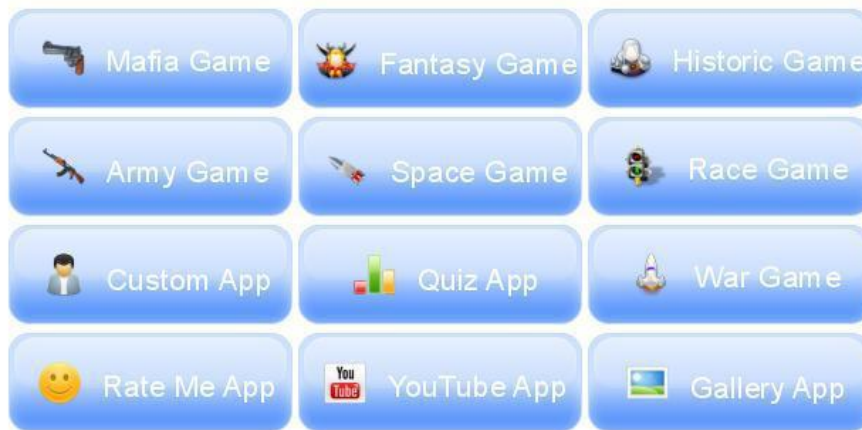 Mafia Game
Fantasy Game
Historic Game
Army Game
Space Game
Race Game
Custom App
Quiz App
War Game
Rate Me App
You
Tube
YouTube App
Gallery App